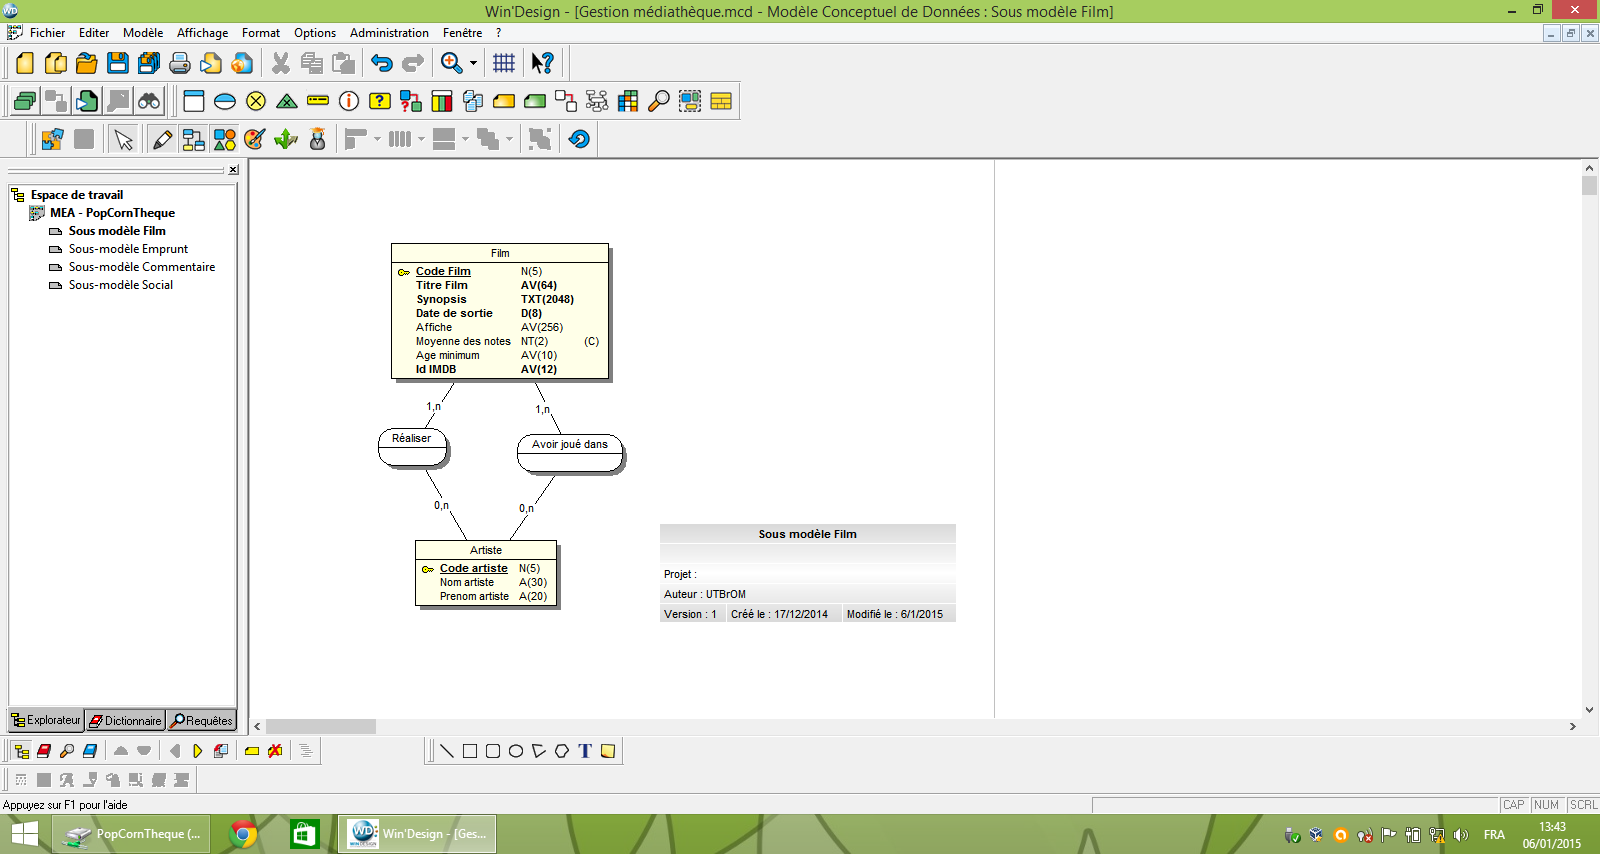 Win'Design - [Gestion médiathèque.mcd - Modèle Conceptuel de Données : Sous modèle Film]
Fichier Editer Modèle Affichage Format Options Administration Fenêtre ?
Espace de travail
MEA - PopCornTheque
Sous modèle Film
Sous-modèle Emprunt
Sous-modèle Commentaire
Sous-modèle Social
Film
Code Film N(5)
Titre Film AV(64)
Synopsis TXT(2048)
Date de sortie D(8)
Affiche AV(256)
Moyenne des notes NT(2) (C)
Age minimum AV(10)
Id IMDB AV(12)
1,n 1,n
Réaliser Avoir joué dans
0,n 0,n
Artiste
Code artiste N(5)
Nom artiste A(30)
Prenom artiste A(20)
Sous modèle Film
Projet :
Auteur : UTBrOM
Version : 1 Créé le : 17/12/2014 Modifié le : 6/1/2015
Explorateur Dictionnaire Requêtes
T
Appuyez sur F1 pour l'aide CAP NUM SCRL
PopCornTheque (... Win'Design - [Ges... FRA 13:43
06/01/2015